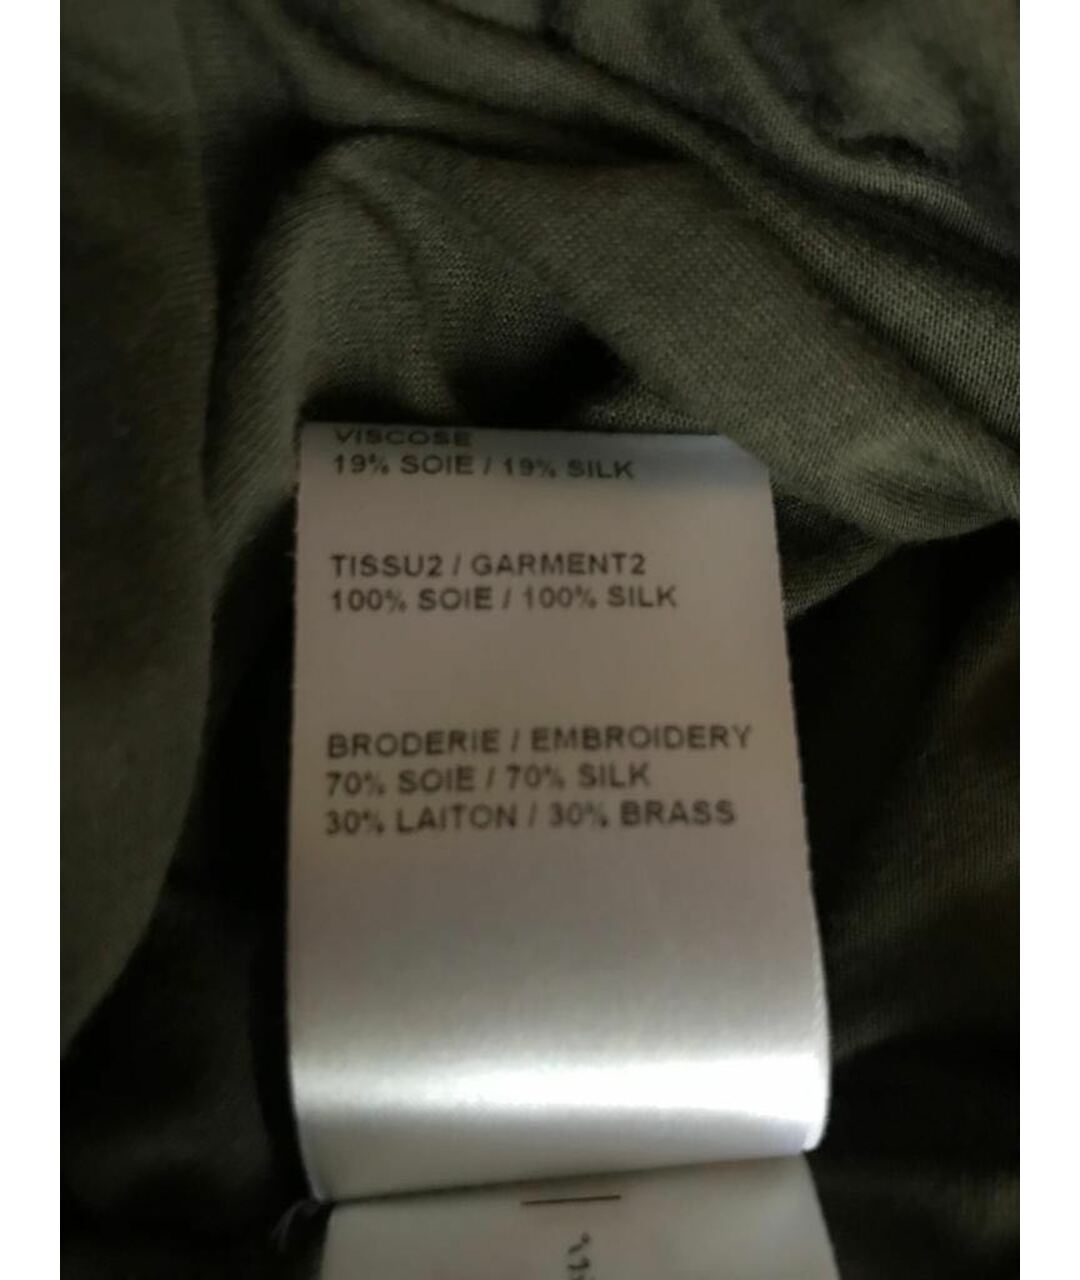 VISCOSE
19% SOIE / 19% SILK
TISSU2 / GARMENT2
100% SOIE / 100% SILK
BRODERIE / EMBROIDERY
70% SOIE / 70% SILK
30% LAITON / 30% BRASS